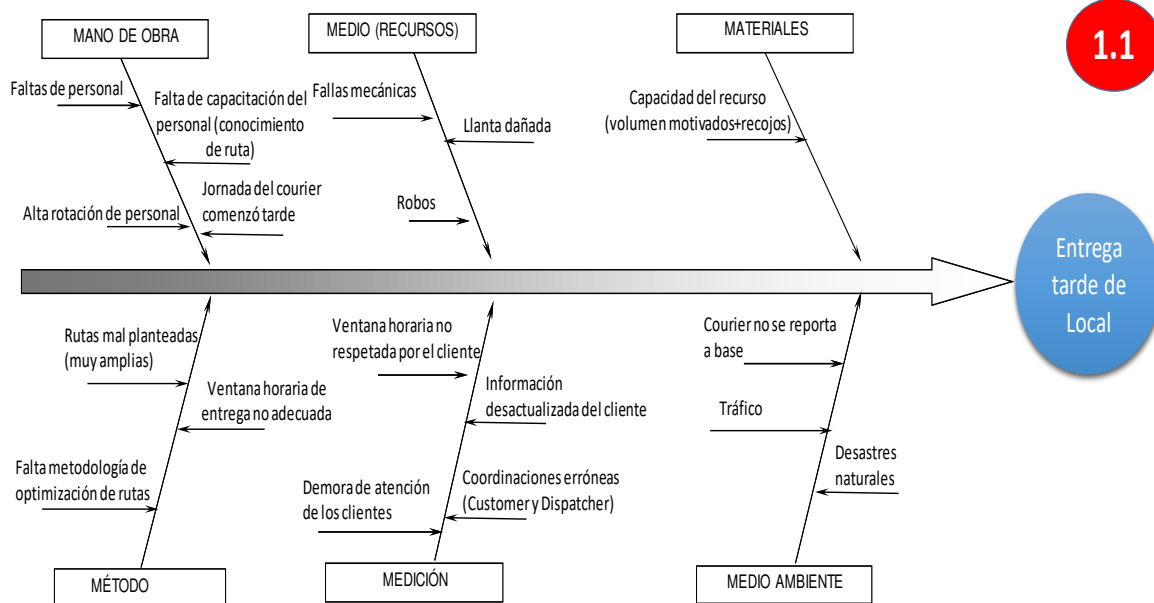 MANO DE OBRA
MEDIO (RECURSOS)
MATERIALES
1.1
Faltas de personal
Falta de capacitación del
personal (conocimiento
de ruta)
Jornada del courier
comenzó tarde
Alta rotación de personal
Fallas mecánicas
Llanta dañada
Robos
Capacidad del recurso
(volumen motivados+recojos)
Entrega
tarde de
Local
Rutas mal planteadas
(muy amplias)
Ventana horaria de
entrega no adecuada
Falta metodología de
optimización de rutas
Ventana horaria no
respetada por el cliente
Información
desactualizada del cliente
Demora de atención
de los clientes
Coordinaciones erróneas
(Customer y Dispatcher)
Courier no se reporta
a base
Tráfico
Desastres
naturales
MÉTODO
MEDICIÓN
MEDIO AMBIENTE